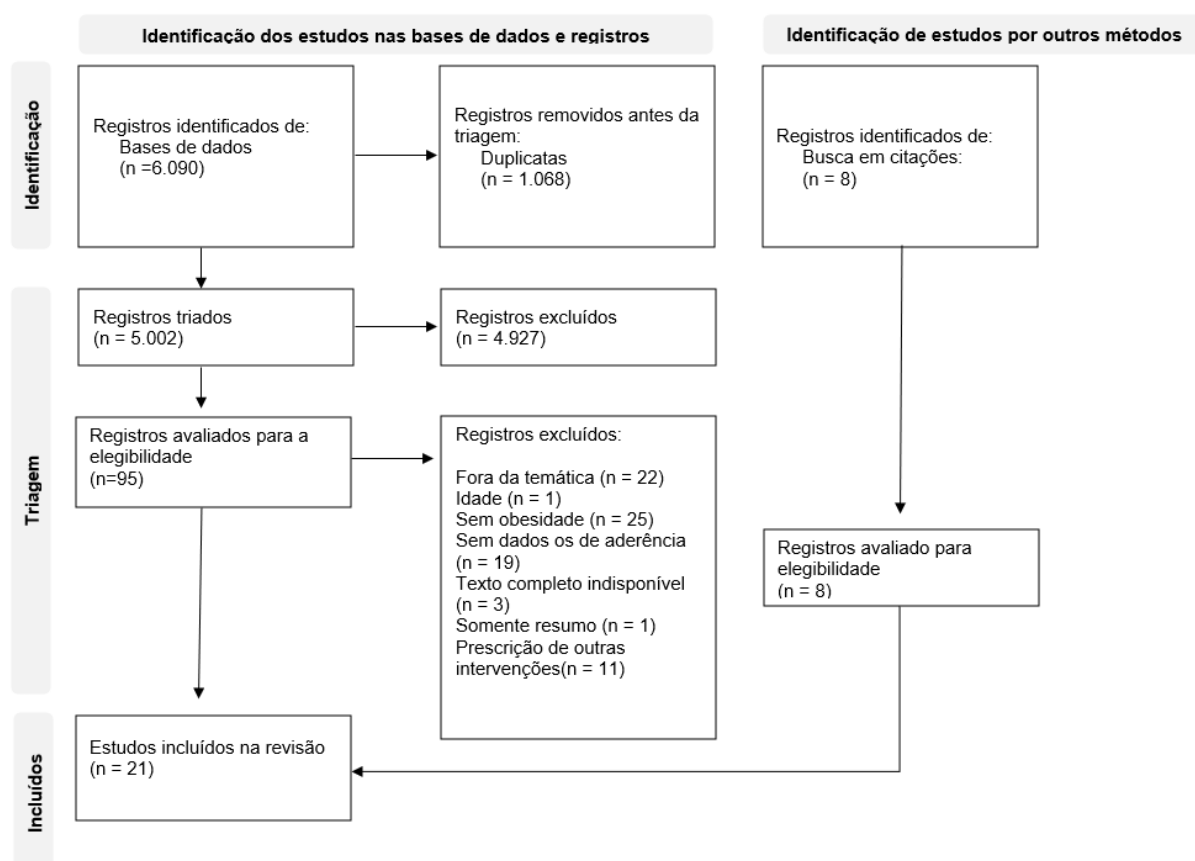 Identificação dos estudos nas bases de dados e registros
Identificação de estudos por outros métodos
Identificação
Registros identificados de:
Bases de dados
(n =6.090)
Registros removidos antes da
triagem:
Duplicatas
(n = 1.068)
Registros identificados de:
Busca em citações:
(n = 8)
Triagem
Registros triados
(n = 5.002)
Registros excluídos
(n = 4.927)
Registros avaliados para a
elegibilidade
(n=95)
Registros excluídos:
Fora da temática (n = 22)
Idade (n = 1)
Sem obesidade (n = 25)
Sem dados os de aderência
(n = 19)
Texto completo indisponível
(n = 3)
Somente resumo (n = 1)
Prescrição de outras
intervenções(n = 11)
Registros avaliado para
elegibilidade
(n = 8)
Incluídos
Estudos incluídos na revisão
(n = 21)